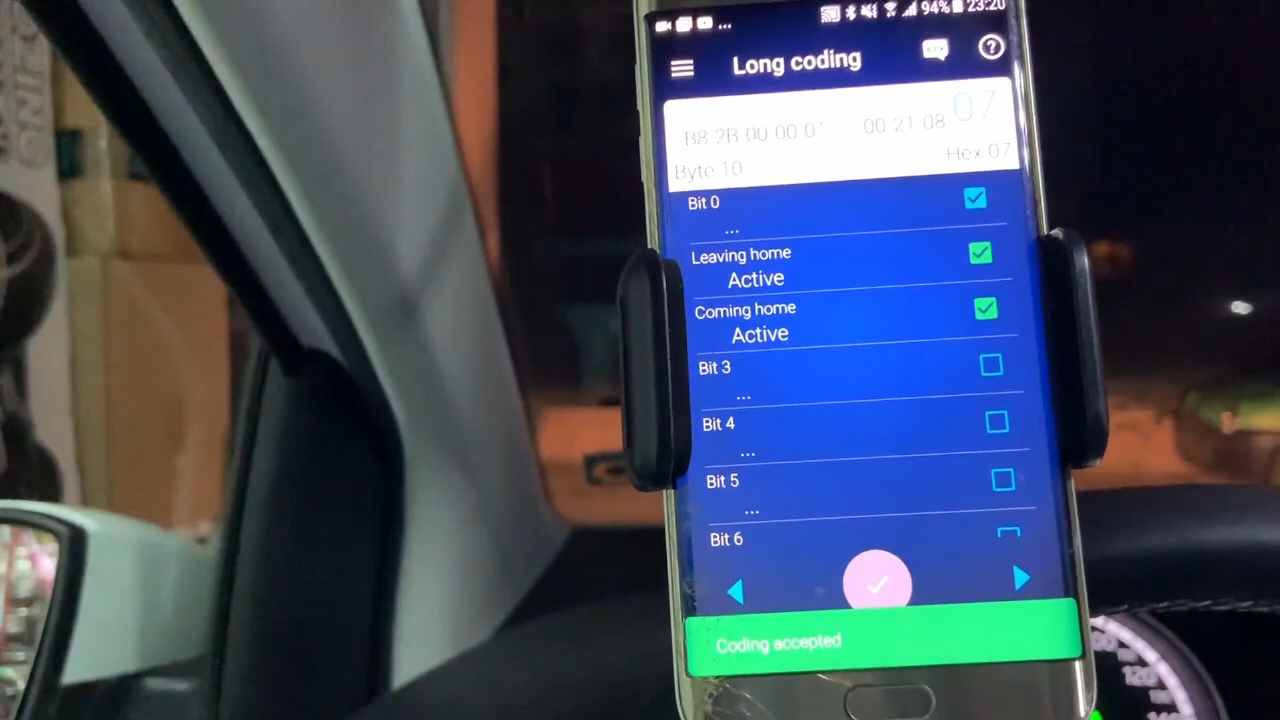 ... 94% 23:20
Long coding
07
B8 2B 00 00 0 00 21 08
Byte 10 Hex 07
Bit 0
...
Leaving home
Active
Coming home
Active
Bit 3
...
Bit 4
...
Bit 5
...
Bit 6
Coding accepted
120